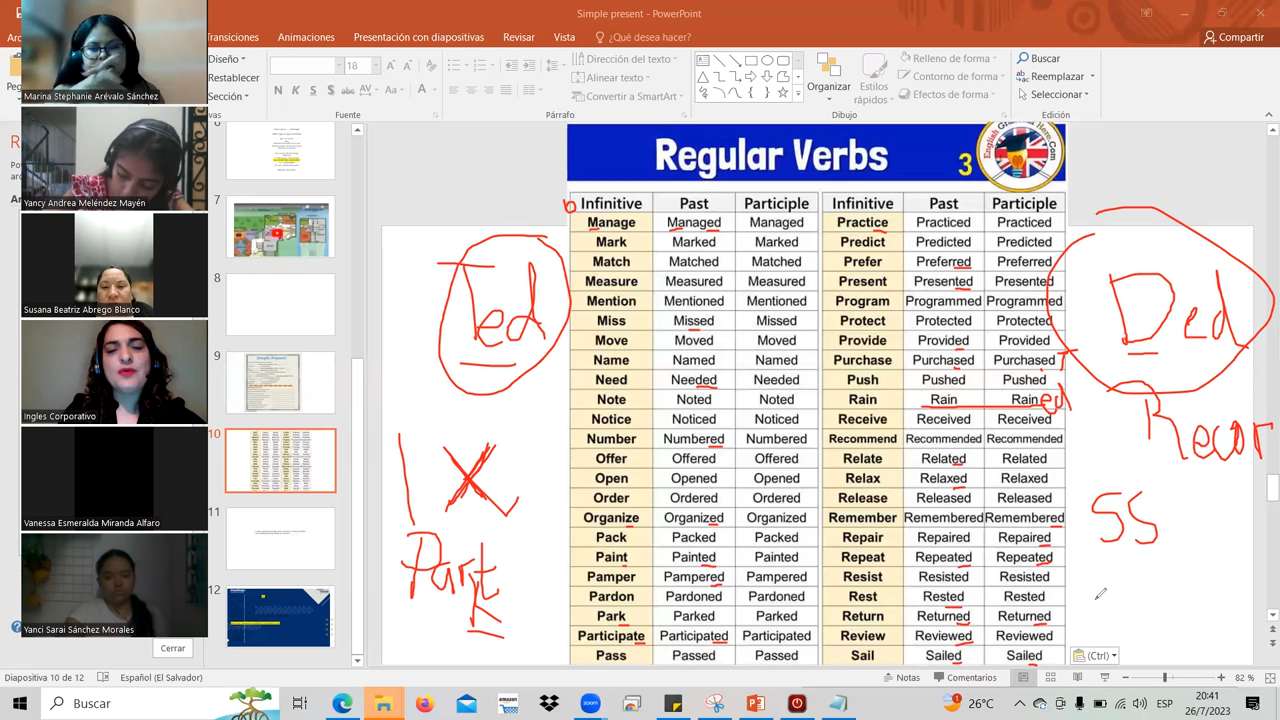 Simple present - PowerPoint
Transiciones Animaciones Presentación con diapositivas Revisar ¿Qué desea hacer? Compartir
Diseño
Restablecer
Sección
18
N K S S
Fuente
Dirección del texto
Alinear texto
Convertir a SmartArt
Párrafo
Organizar
Estilos rápidos
Relleno de forma
Contorno de forma
Efectos de forma
Dibujo
Buscar
Reemplazar
Seleccionar
Edición
Marina Stephanie Arévalo Sánchez
Yancy Andrea Meléndez Mayén
Susana Beatriz Abrego Blanco
Ingles Corporativo
Vanessa Esmeralda Miranda Alfaro
Yanci Sarai Sánchez Morales
Cerrar
7
8
9
10
11
12
Regular Verbs 3
Infinitive Past Participle Infinitive Past Participle
Manage Managed Managed Practice Practiced Practiced
Mark Marked Marked Predict Predicted Predicted
Match Matched Matched Prefer Preferred Preferred
Measure Measured Measured Present Presented Presented
Mention Mentioned Mentioned Program Programmed Programmed
Miss Missed Missed Protect Protected Protected
Move Moved Moved Provide Provided Provided
Name Named Named Purchase Purchased Purchased
Need Needed Needed Push Pushed Pushed
Note Noted Noted Rain Rain Rain
Notice Noticed Noticed Receive Received Received
Number Numbered Numbered Recommend Recommended Recommended
Offer Offered Offered Relate Related Related
Open Opened Opened Relax Relaxed Relaxed
Order Ordered Ordered Release Released Released
Organize Organized Organized Remember Remembered Remembered
Pack Packed Packed Repair Repaired Repaired
Paint Painted Painted Repeat Repeated Repeated
Pamper Pampered Pampered Resist Resisted Resisted
Pardon Pardoned Pardoned Rest Rested Rested
Park Parked Parked Return Returned Returned
Participate Participated Participated Review Reviewed Reviewed
Pass Passed Passed Sail Sailed Sailed
Ted
Part
k
Ded
ed
Recor
SS
(Ctrl)
Diapositiva 10 de 12 Español (El Salvador) Notas Comentarios 82 %
Buscar
amazon
zoom
1
26°C
ESP
20:41
26/7/2023